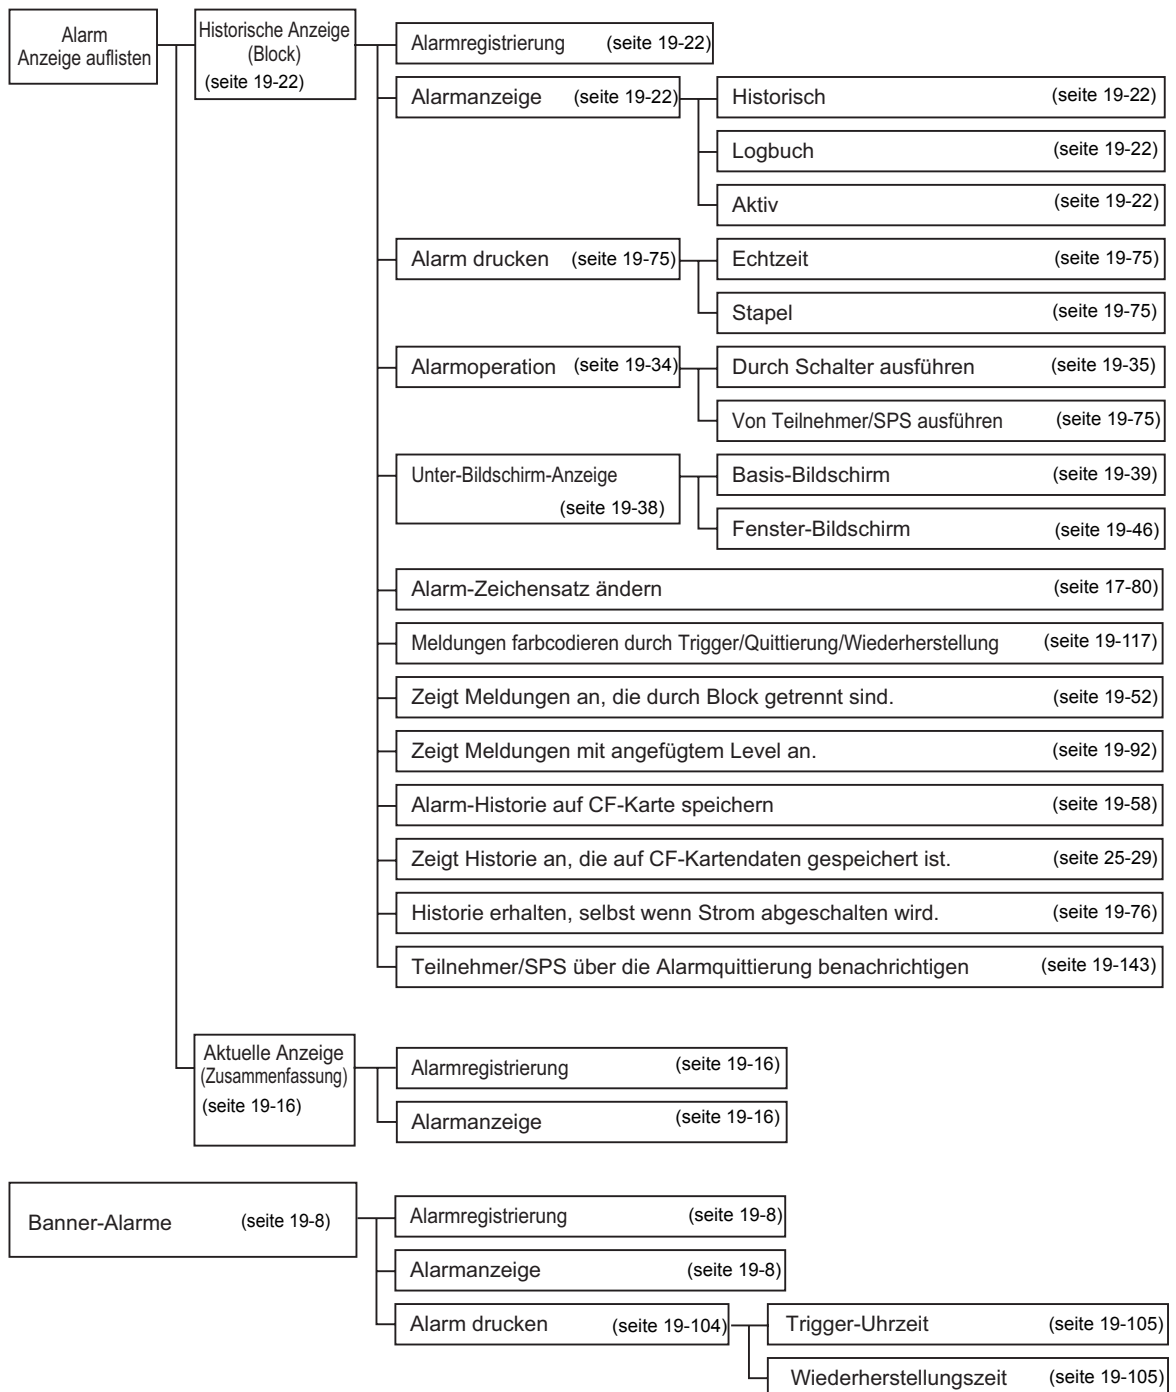 Alarm
Anzeige auflisten
Historische Anzeige
(Block)
(seite 19-22)
Alarmregistrierung (seite 19-22)
Alarmanzeige (seite 19-22)
Historisch (seite 19-22)
Logbuch (seite 19-22)
Aktiv (seite 19-22)
Alarm drucken (seite 19-75)
Echtzeit (seite 19-75)
Stapel (seite 19-75)
Alarmoperation (seite 19-34)
Durch Schalter ausführen (seite 19-35)
Von Teilnehmer/SPS ausführen (seite 19-75)
Unter-Bildschirm-Anzeige
(seite 19-38)
Basis-Bildschirm (seite 19-39)
Fenster-Bildschirm (seite 19-46)
Alarm-Zeichensatz ändern (seite 17-80)
Meldungen farbcodieren durch Trigger/Quittierung/Wiederherstellung (seite 19-117)
Zeigt Meldungen an, die durch Block getrennt sind. (seite 19-52)
Zeigt Meldungen mit angefügtem Level an. (seite 19-92)
Alarm-Historie auf CF-Karte speichern (seite 19-58)
Zeigt Historie an, die auf CF-Kartendaten gespeichert ist. (seite 25-29)
Historie erhalten, selbst wenn Strom abgeschalten wird. (seite 19-76)
Teilnehmer/SPS über die Alarmquittierung benachrichtigen (seite 19-143)
Aktuelle Anzeige
(Zusammenfassung)
(seite 19-16)
Alarmregistrierung (seite 19-16)
Alarmanzeige (seite 19-16)
Banner-Alarme (seite 19-8)
Alarmregistrierung (seite 19-8)
Alarmanzeige (seite 19-8)
Alarm drucken (seite 19-104)
Trigger-Uhrzeit (seite 19-105)
Wiederherstellungszeit (seite 19-105)